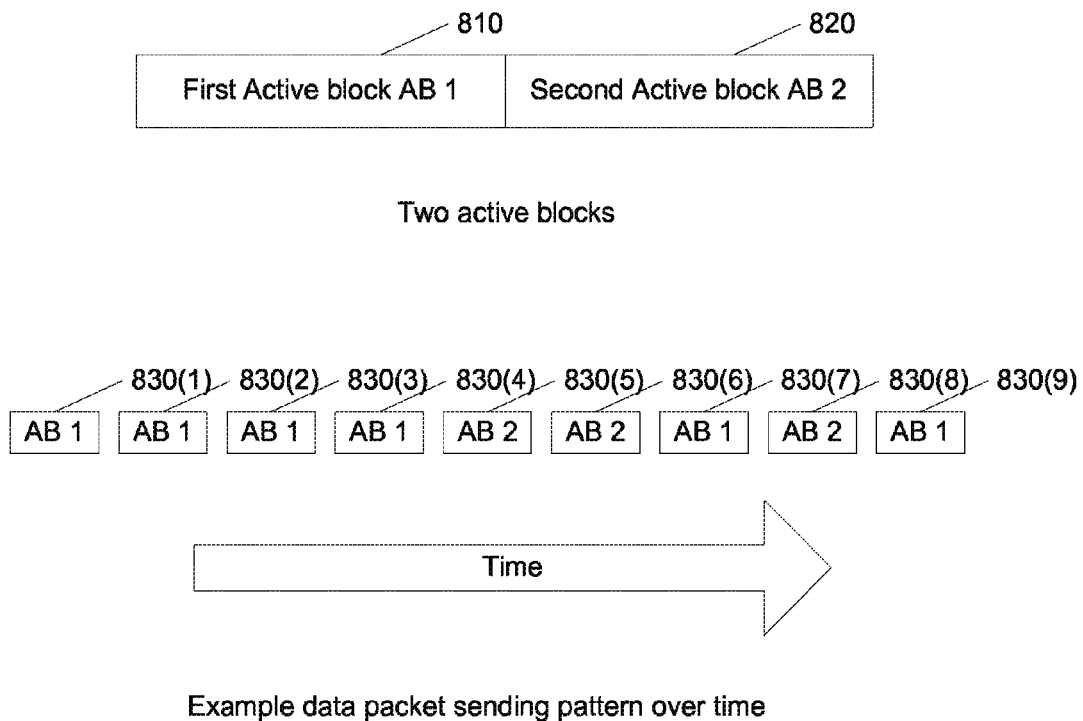 810 820
First Active block AB 1 Second Active block AB 2
Two active blocks
830(1) 830(2) 830(3) 830(4) 830(5) 830(6) 830(7) 830(8) 830(9)
AB 1 AB 1 AB 1 AB 1 AB 2 AB 2 AB 1 AB 2 AB 1
Time
Example data packet sending pattern over time